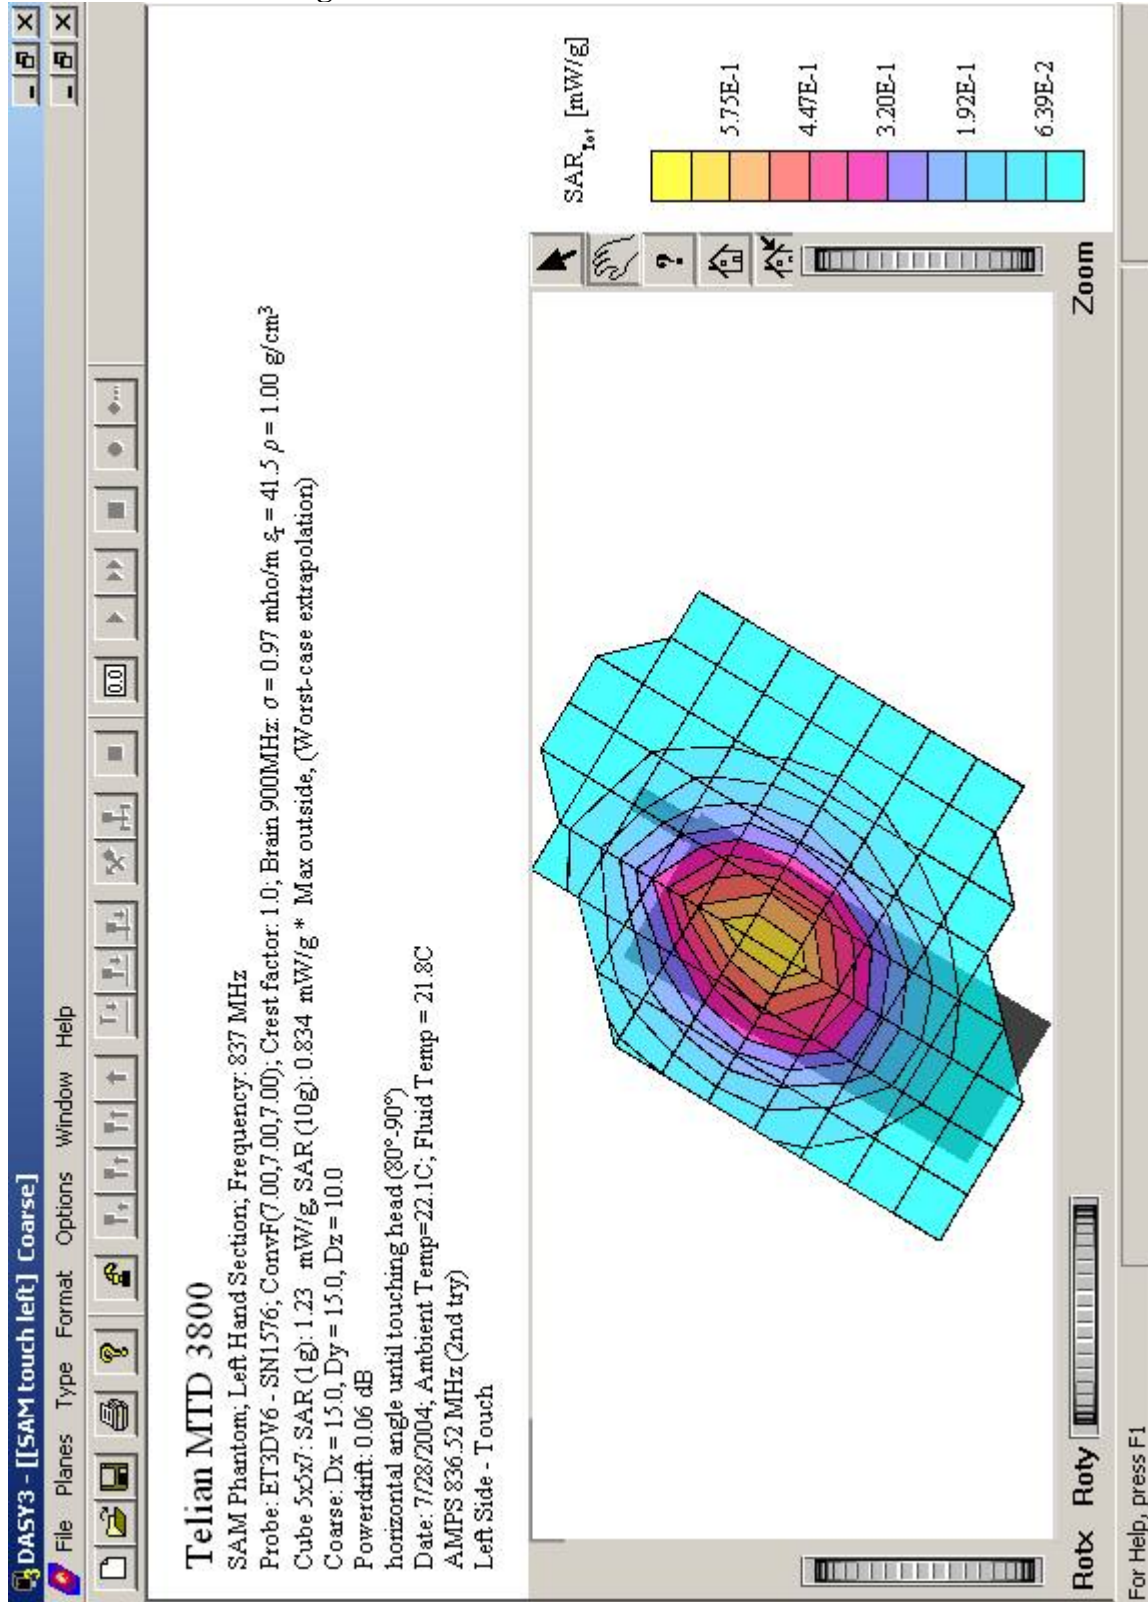 DASY3 - [[SAM touch left] Coarse]
File Planes Type Format Options Window Help
0.0
Telian MTD 3800
SAM Phantom; Left Hand Section; Frequency: 837 MHz
Probe: ET3DV6 - SN1576; ConvF(7.00,7.00,7.00); Crest factor: 1.0; Brain 900MHz: σ = 0.97 mho/m εr = 41.5 ρ = 1.00 g/cm³
Cube 5x5x7: SAR (1g): 1.23 mW/g, SAR (10g): 0.834 mW/g * Max outside, (Worst-case extrapolation)
Coarse: Dx = 15.0, Dy = 15.0, Dz = 10.0
Powerdrift: 0.06 dB
horizontal angle until touching head (80°-90°)
Date: 7/28/2004; Ambient Temp=22.1C; Fluid Temp = 21.8C
AMPS 836.52 MHz (2nd try)
Left Side - Touch
SARTot [mW/g]
5.75E-1
4.47E-1
3.20E-1
1.92E-1
6.39E-2
Rotx Roty Zoom
For Help, press F1